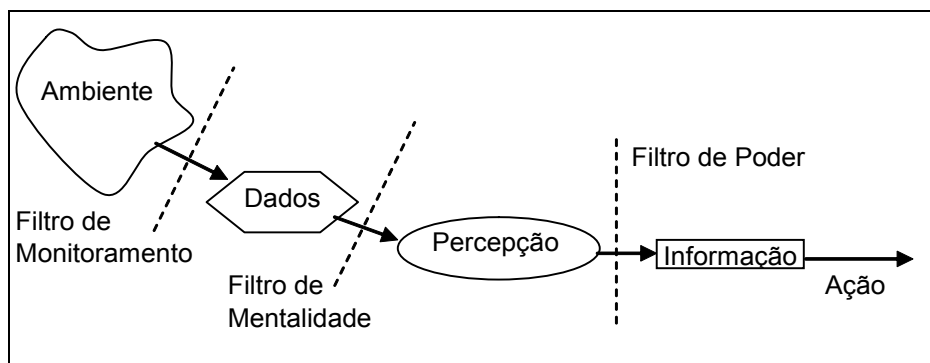 Ambiente
Filtro de
Monitoramento
Dados
Filtro de
Mentalidade
Percepção
Filtro de Poder
Informação
Ação